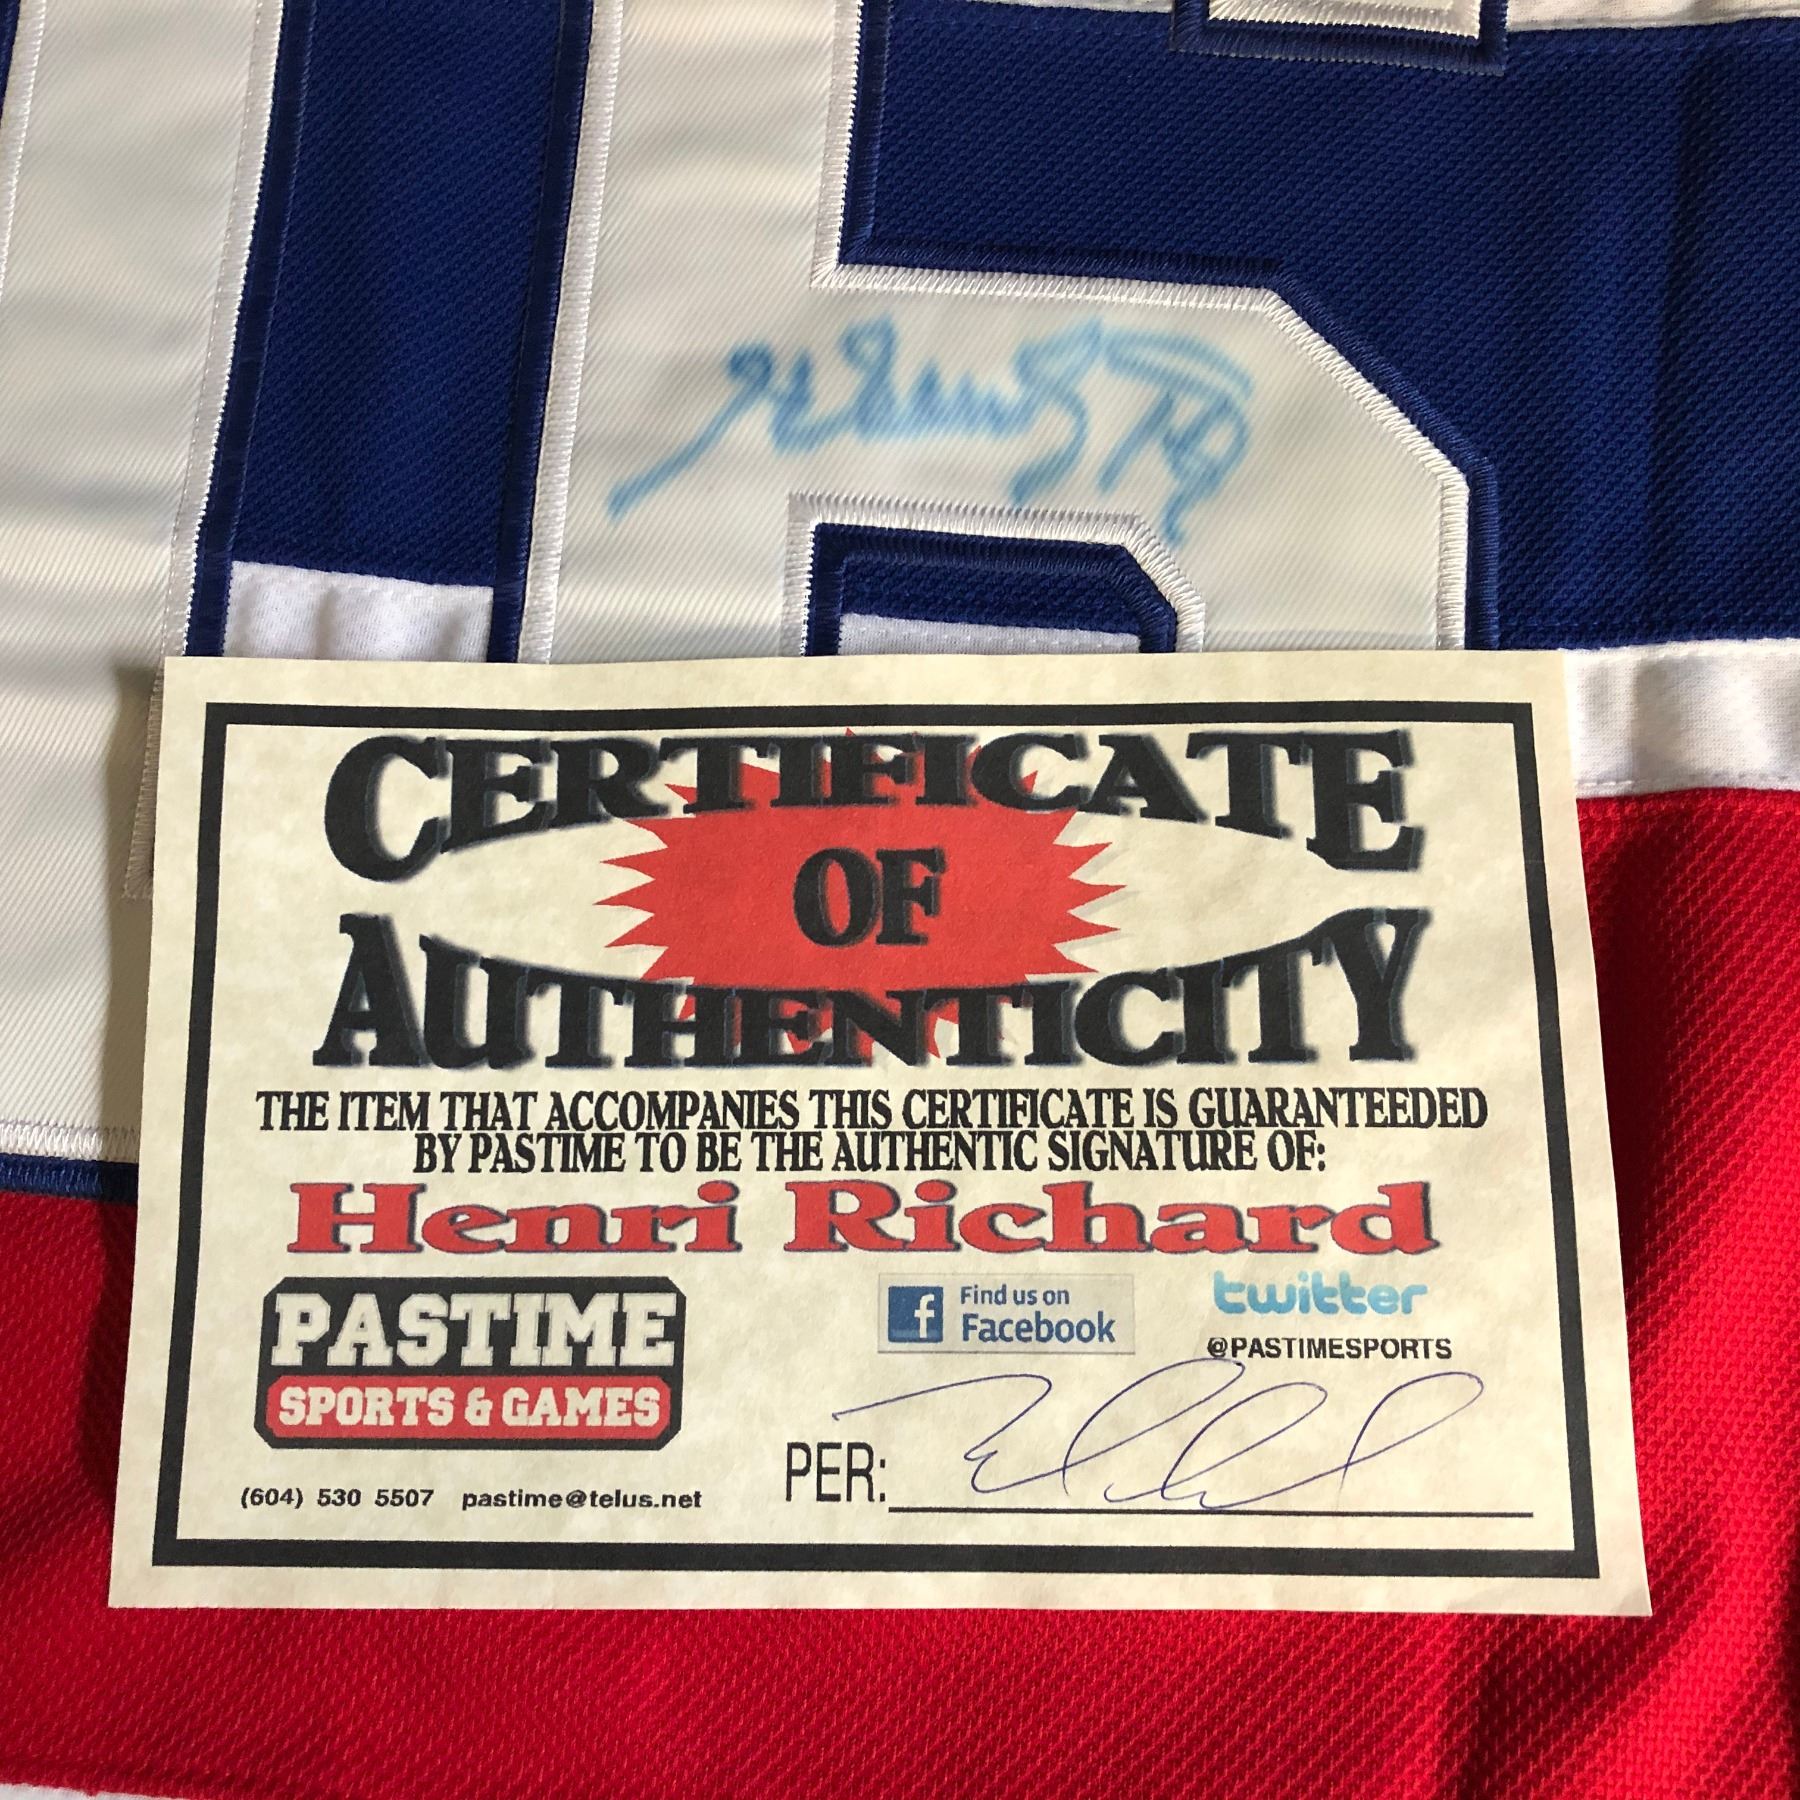 CERTIFICATE
OF
AUTHENTICITY
THE ITEM THAT ACCOMPANIES THIS CERTIFICATE IS GUARANTEEDED
BY PASTIME TO BE THE AUTHENTIC SIGNATURE OF:
Henri Richard
PASTIME
SPORTS & GAMES
f Find us on
Facebook
twitter
@PASTIMESPORTS
PER:
(604) 530 5507 pastime@telus.net